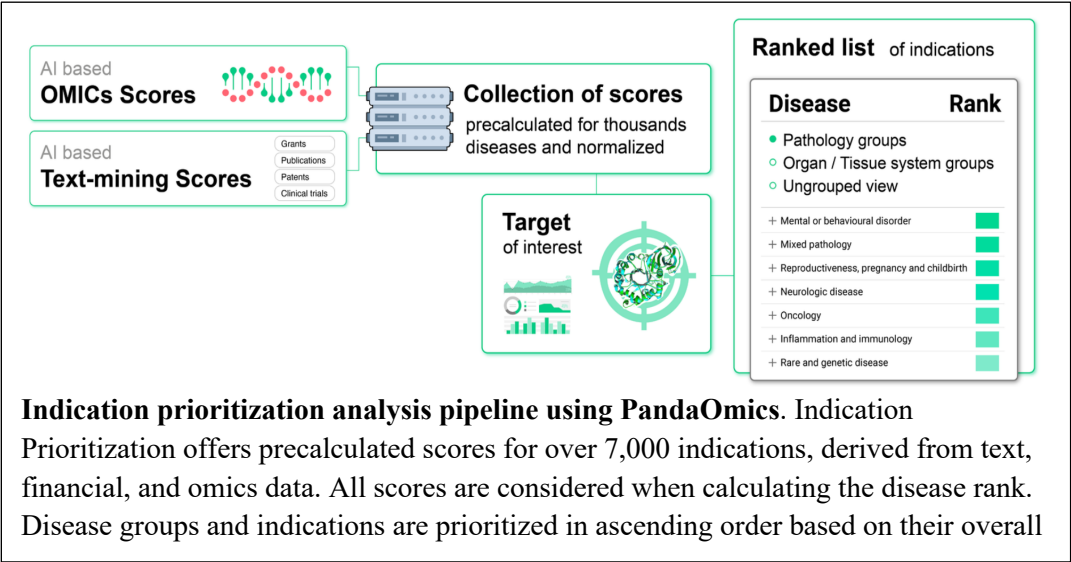 AI based
OMICs Scores
AI based
Text-mining Scores
Grants
Publications
Patents
Clinical trials
Collection of scores
precalculated for thousands
diseases and normalized
Target
of interest
Ranked list of indications
Disease Rank
Pathology groups
Organ / Tissue system groups
Ungrouped view
+ Mental or behavioural disorder
+ Mixed pathology
+ Reproductiveness, pregnancy and childbirth
+ Neurologic disease
+ Oncology
+ Inflammation and immunology
+ Rare and genetic disease
Indication prioritization analysis pipeline using PandaOmics. Indication
Prioritization offers precalculated scores for over 7,000 indications, derived from text,
financial, and omics data. All scores are considered when calculating the disease rank.
Disease groups and indications are prioritized in ascending order based on their overall